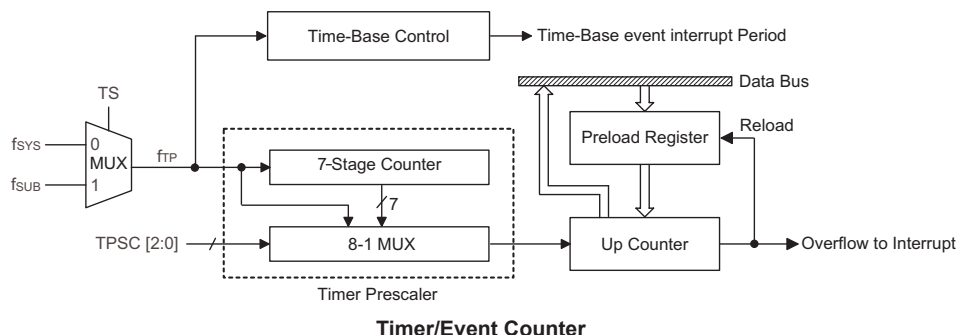 Time-Base Control
Time-Base event interrupt Period
Data Bus
TS
Preload Register
Reload
fSYS
0
MUX
fTP
7-Stage Counter
fSUB
1
7
TPSC [2:0]
8-1 MUX
Up Counter
Overflow to Interrupt
Timer Prescaler
Timer/Event Counter